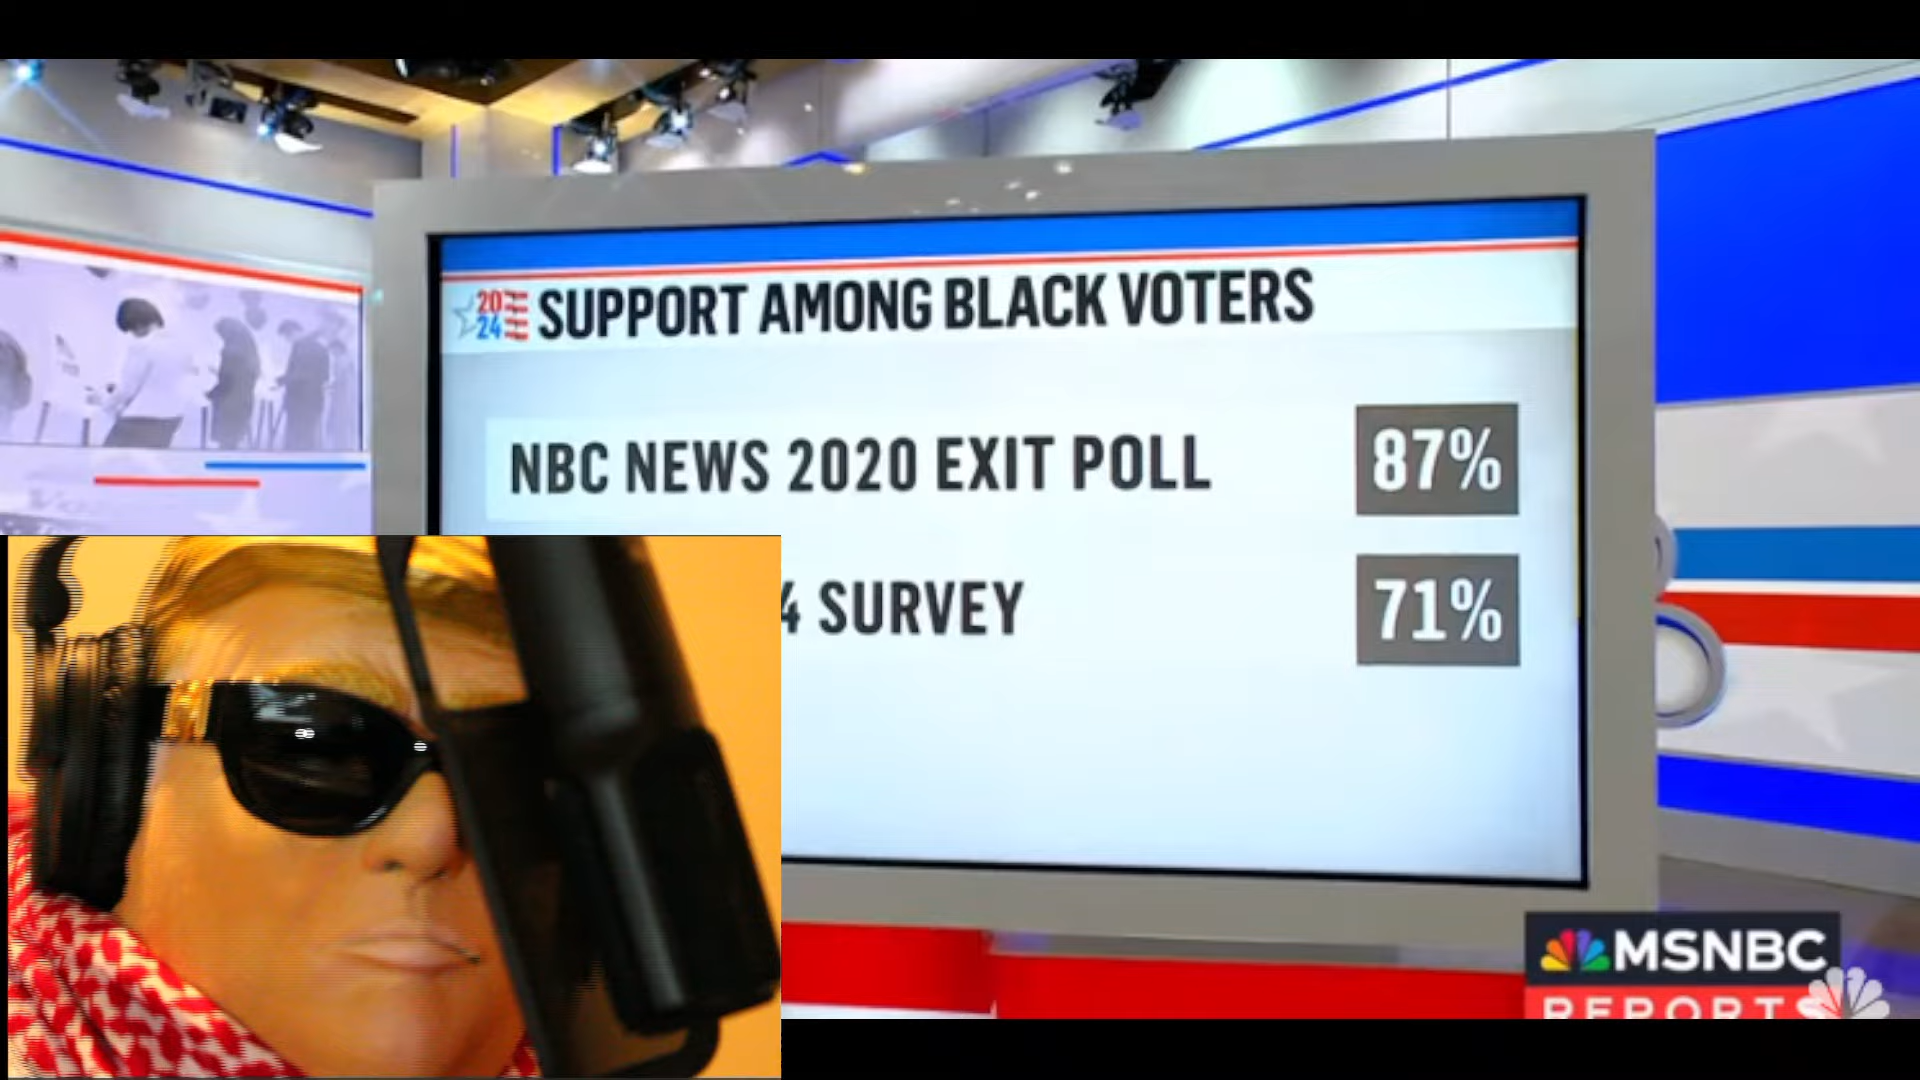 2024 SUPPORT AMONG BLACK VOTERS
NBC NEWS 2020 EXIT POLL 87%
4 SURVEY 71%
MSNBC
REPORTS